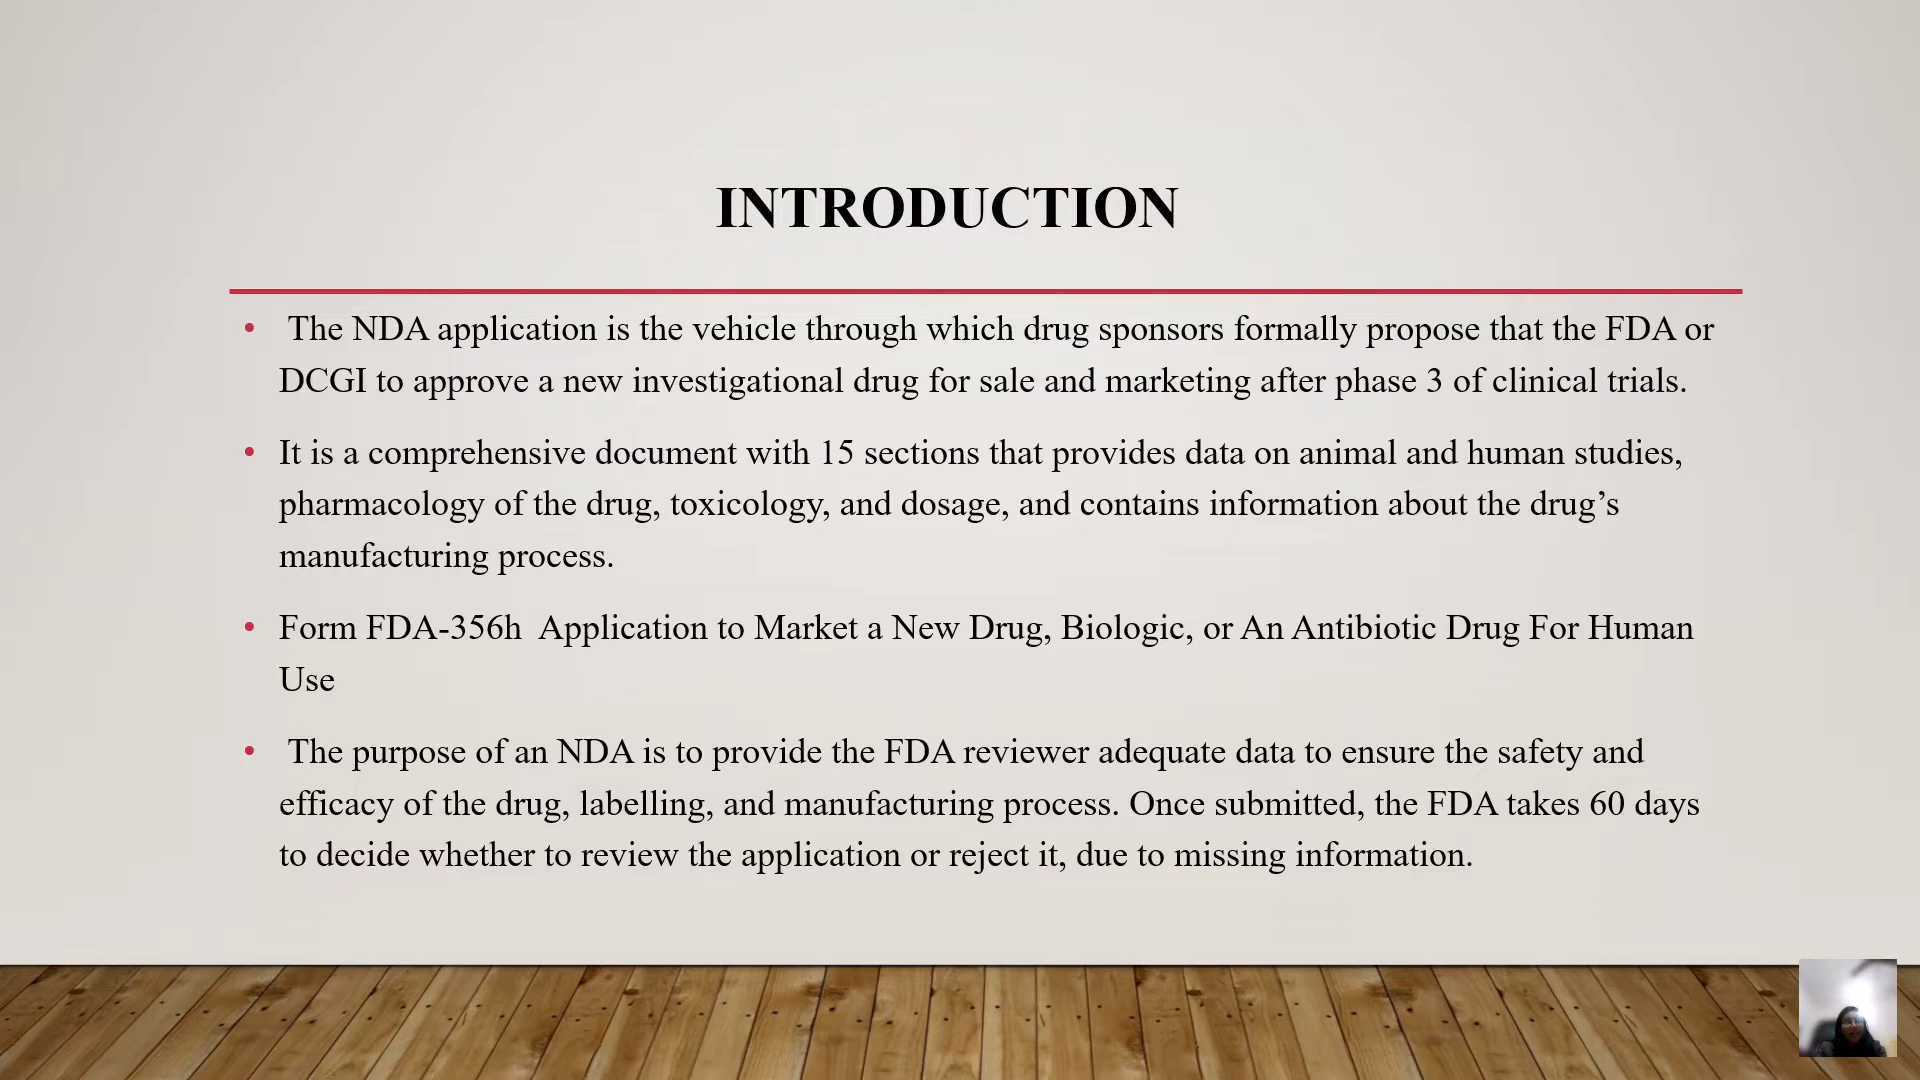 INTRODUCTION
• The NDA application is the vehicle through which drug sponsors formally propose that the FDA or
DCGI to approve a new investigational drug for sale and marketing after phase 3 of clinical trials.
• It is a comprehensive document with 15 sections that provides data on animal and human studies,
pharmacology of the drug, toxicology, and dosage, and contains information about the drug’s
manufacturing process.
• Form FDA-356h  Application to Market a New Drug, Biologic, or An Antibiotic Drug For Human
Use
• The purpose of an NDA is to provide the FDA reviewer adequate data to ensure the safety and
efficacy of the drug, labelling, and manufacturing process. Once submitted, the FDA takes 60 days
to decide whether to review the application or reject it, due to missing information.